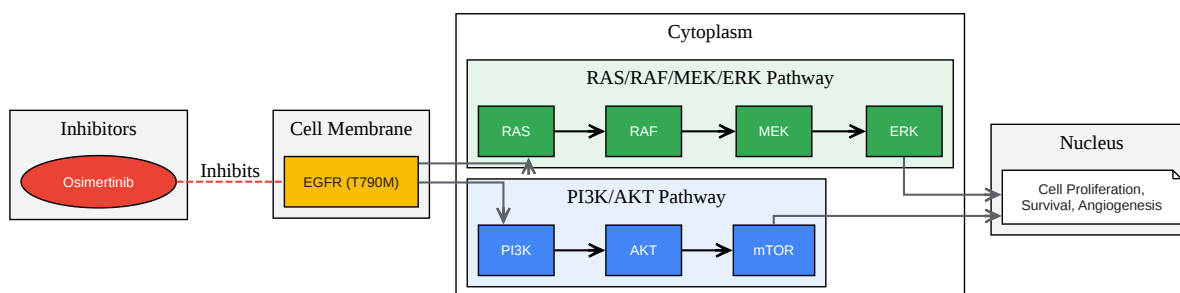 Cytoplasm
RAS/RAF/MEK/ERK Pathway
RAS
RAF
MEK
ERK
Inhibitors
Osimertinib
Inhibits
Cell Membrane
EGFR (T790M)
PI3K/AKT Pathway
PI3K
AKT
mTOR
Nucleus
Cell Proliferation,
Survival, Angiogenesis